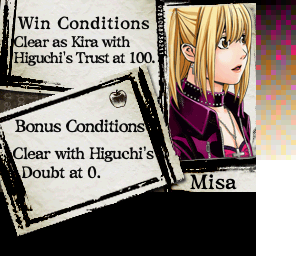 Win Conditions
Clear as Kira with
Higuchi's Trust at 100.
Bonus Conditions
Clear with Higuchi's
Doubt at 0.
Misa